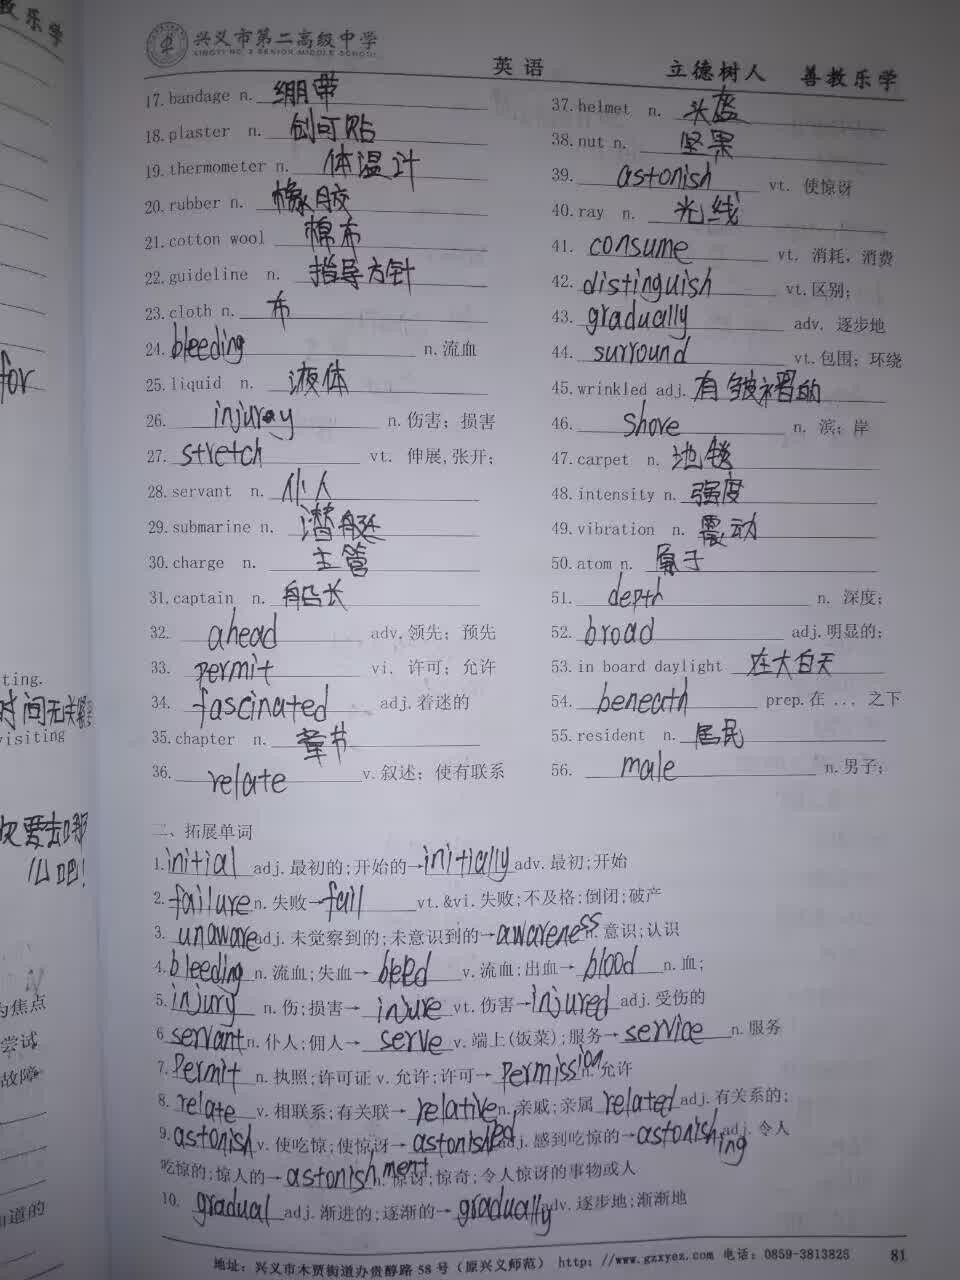 教乐学
兴义市第二高级中学
XINGYI NO.2 SENIOR MIDDLE SCHOOL
英语
立德树人 善教乐学
17.bandage n. 绷带
18.plaster n. 创可贴
19.thermometer n. 体温计
20.rubber n. 橡胶
21.cotton wool 棉布
22.guideline n. 指导方针
23.cloth n. 布
24. bleeding n.流血
25.liquid n. 液体
26. injury n.伤害；损害
27. stretch vt. 伸展,张开；
28.servant n. 仆人
29.submarine n. 潜艇
30.charge n. 主管
31.captain n. 船长
32. ahead adv.领先；预先
33. permit vi. 许可；允许
34. fascinated adj.着迷的
35.chapter n. 章节
36. relate v.叙述；使有联系
37.helmet n. 头盔
38.nut n. 坚果
39. astonish vt. 使惊讶
40.ray n. 光线
41. consume vt. 消耗，消费
42. distinguish vt.区别；
43. gradually adv. 逐步地
44. surround vt.包围；环绕
45.wrinkled adj. 有皱褶的
46. shove n. 滨；岸
47.carpet n. 地毯
48.intensity n. 强度
49.vibration n. 震动
50.atom n. 原子
51. depth n. 深度；
52. broad adj.明显的；
53.in board daylight 在大白天
54. beneath prep.在 ... 之下
55.resident n. 居民
56. male n.男子；
二、拓展单词
1. initial adj.最初的;开始的→ initially adv.最初;开始
2. failure n.失败→ fail vt.&vi.失败;不及格;倒闭;破产
3. unaware adj.未觉察到的;未意识到的→ awareness n.意识;认识
4. bleeding n.流血;失血→ bleed v.流血;出血→ blood n.血;
5. injury n.伤;损害→ injure vt.伤害→ injured adj.受伤的
6 servant n.仆人;佣人→ serve v.端上(饭菜);服务→ service n.服务
7. Permit n.执照;许可证 v.允许;许可→ Permission n.允许
8. relate v.相联系;有关联→ relative n.亲戚;亲属 related adj.有关系的;
9. astonish v.使吃惊;使惊讶→ astonished adj.感到吃惊的→ astonishing adj.令人
吃惊的;惊人的→ astonishment n.惊讶;惊奇;令人惊讶的事物或人
10. gradual adj.渐进的;逐渐的→ gradually adv.逐步地;渐渐地
地址：兴义市木贾街道办贵醇路58号（原兴义师范） http: //www.gzxyez.com 电话：0859-3813826 81
for
ting.
时间无关紧要
visiting
么吧!
为焦点
尝试
故障
知道的